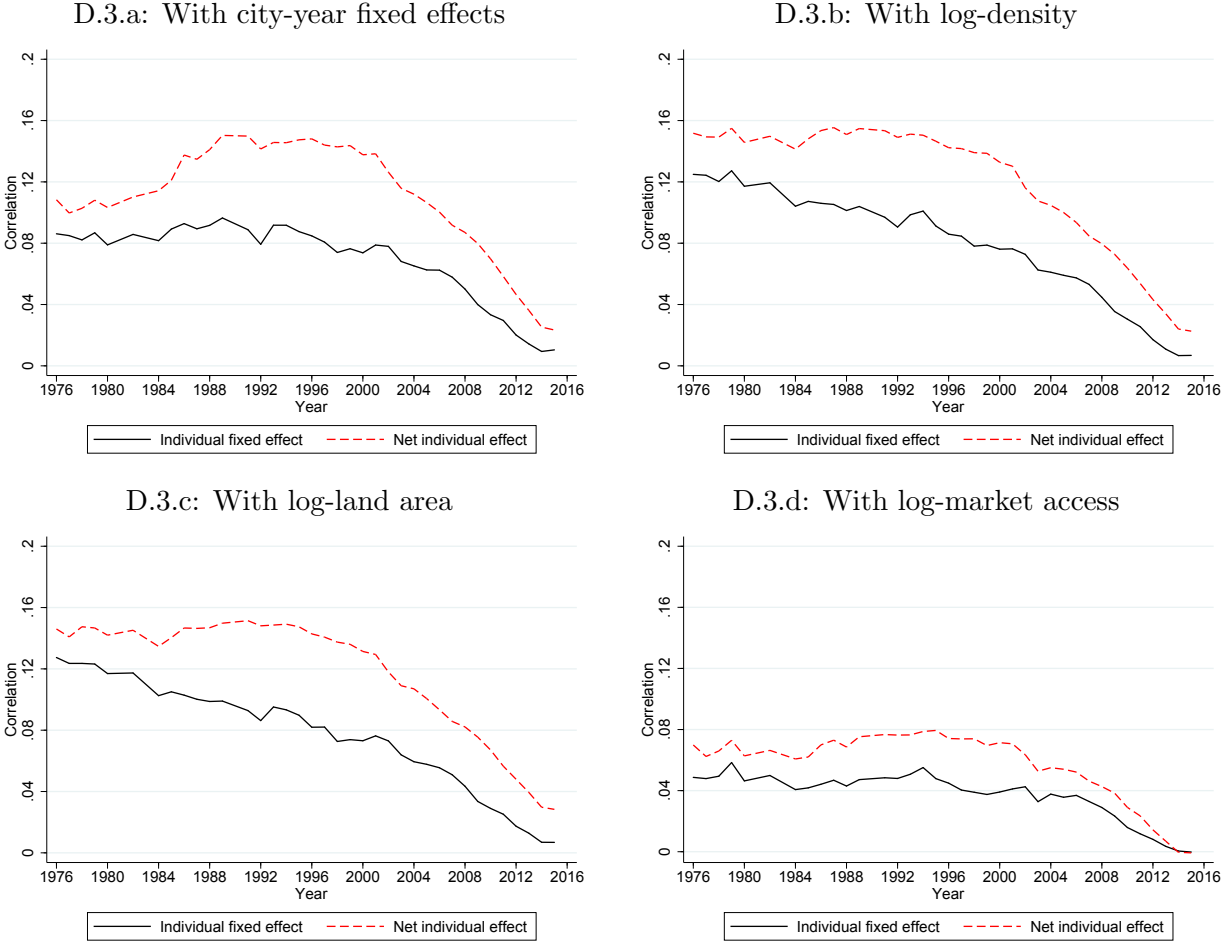 D.3.a: With city-year fixed effects
Correlation
0 .04 .08 .12 .16 .2
1976 1980 1984 1988 1992 1996 2000 2004 2008 2012 2016
Year
Individual fixed effect Net individual effect
D.3.b: With log-density
Correlation
0 .04 .08 .12 .16 .2
1976 1980 1984 1988 1992 1996 2000 2004 2008 2012 2016
Year
Individual fixed effect Net individual effect
D.3.c: With log-land area
Correlation
0 .04 .08 .12 .16 .2
1976 1980 1984 1988 1992 1996 2000 2004 2008 2012 2016
Year
Individual fixed effect Net individual effect
D.3.d: With log-market access
Correlation
0 .04 .08 .12 .16 .2
1976 1980 1984 1988 1992 1996 2000 2004 2008 2012 2016
Year
Individual fixed effect Net individual effect